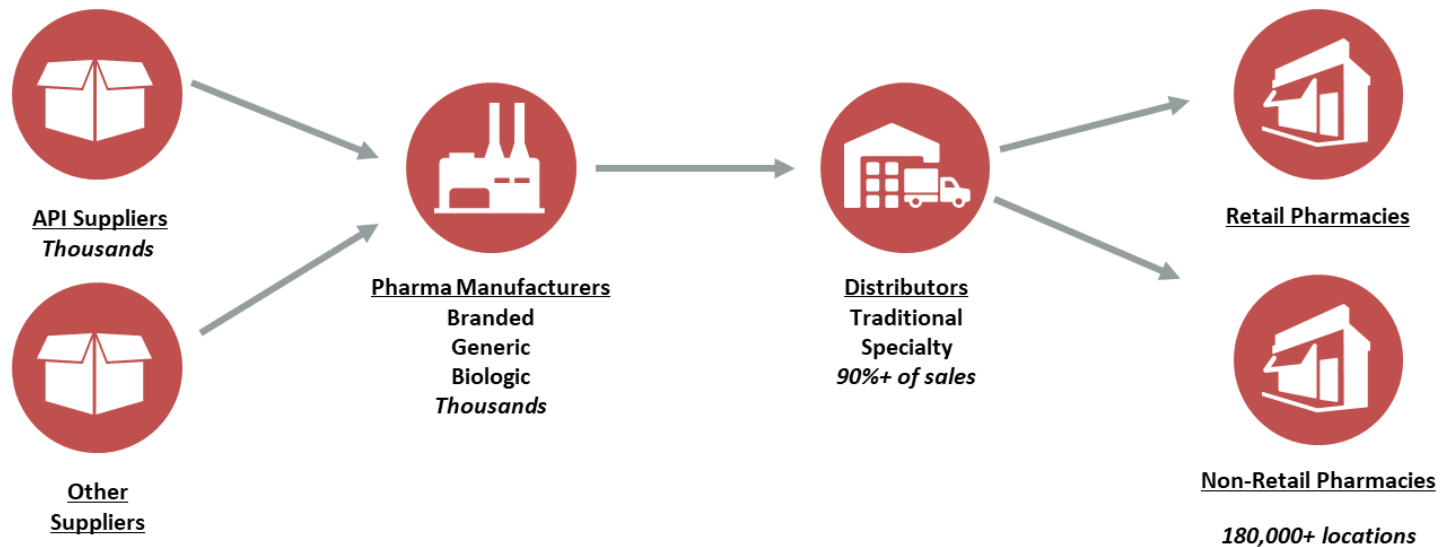 API Suppliers
Thousands
Other
Suppliers
Pharma Manufacturers
Branded
Generic
Biologic
Thousands
Distributors
Traditional
Specialty
90%+ of sales
Retail Pharmacies
Non-Retail Pharmacies
180,000+ locations